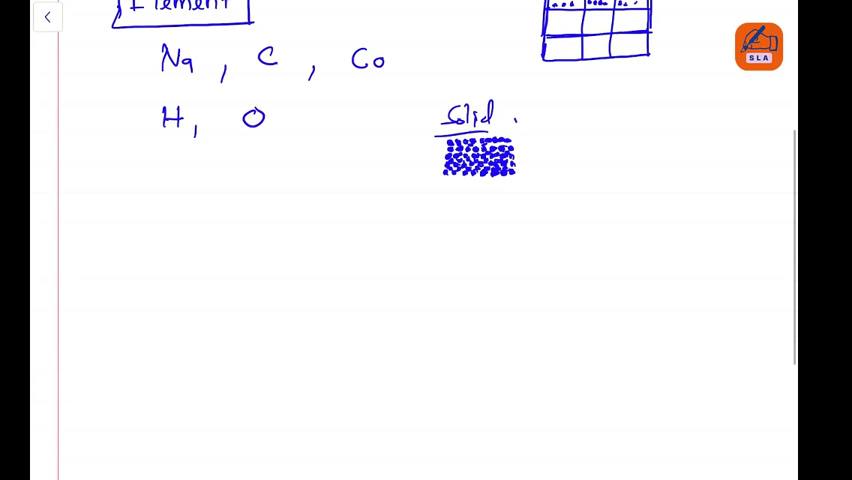 Element
Na, C, Co
H, O
Solid.
SLA